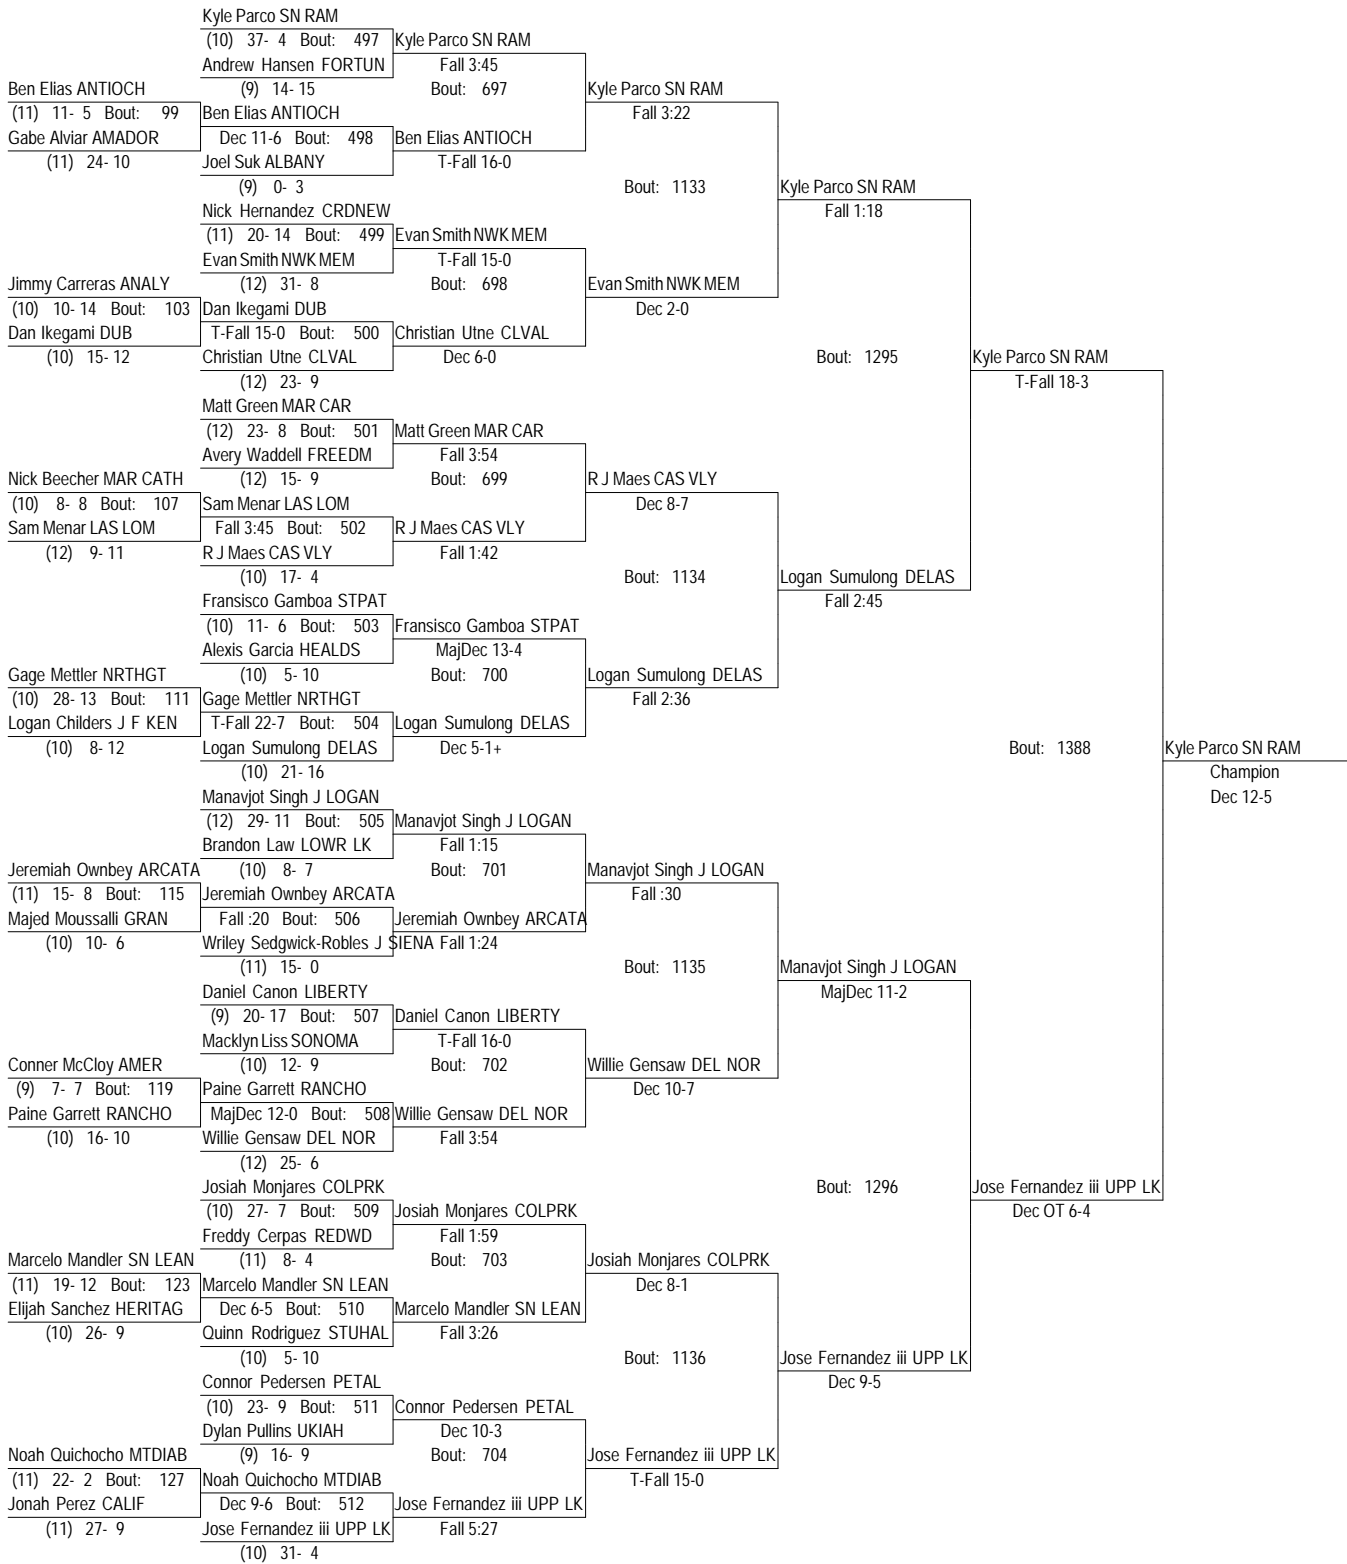 Kyle Parco SN RAM
(10) 37- 4 Bout: 497 Kyle Parco SN RAM
Andrew Hansen FORTUN Fall 3:45
Ben Elias ANTIOCH (9) 14- 15 Bout: 697 Kyle Parco SN RAM
(11) 11- 5 Bout: 99 Ben Elias ANTIOCH Fall 3:22
Gabe Alviar AMADOR Dec 11-6 Bout: 498 Ben Elias ANTIOCH
(11) 24- 10 Joel Suk ALBANY T-Fall 16-0
(9) 0- 3 Bout: 1133 Kyle Parco SN RAM
Nick Hernandez CRDNEW Fall 1:18
(11) 20- 14 Bout: 499 Evan Smith NWK MEM
Evan Smith NWK MEM T-Fall 15-0
Jimmy Carreras ANALY (12) 31- 8 Bout: 698 Evan Smith NWK MEM
(10) 10- 14 Bout: 103 Dan Ikegami DUB Dec 2-0
Dan Ikegami DUB T-Fall 15-0 Bout: 500 Christian Utne CLVAL
(10) 15- 12 Christian Utne CLVAL Dec 6-0 Bout: 1295 Kyle Parco SN RAM
(12) 23- 9 T-Fall 18-3
Matt Green MAR CAR
(12) 23- 8 Bout: 501 Matt Green MAR CAR
Avery Waddell FREEDM Fall 3:54
Nick Beecher MAR CATH (12) 15- 9 Bout: 699 R J Maes CAS VLY
(10) 8- 8 Bout: 107 Sam Menar LAS LOM Dec 8-7
Sam Menar LAS LOM Fall 3:45 Bout: 502 R J Maes CAS VLY
(12) 9- 11 R J Maes CAS VLY Fall 1:42
(10) 17- 4 Bout: 1134 Logan Sumulong DELAS
Fransisco Gamboa STPAT Fall 2:45
(10) 11- 6 Bout: 503 Fransisco Gamboa STPAT
Alexis Garcia HEALDS MajDec 13-4
Gage Mettler NRTHGT (10) 5- 10 Bout: 700 Logan Sumulong DELAS
(10) 28- 13 Bout: 111 Gage Mettler NRTHGT Fall 2:36
Logan Childers J F KEN T-Fall 22-7 Bout: 504 Logan Sumulong DELAS
(10) 8- 12 Logan Sumulong DELAS Dec 5-1+ Bout: 1388 Kyle Parco SN RAM
(10) 21- 16 Champion
Manavjot Singh J LOGAN Dec 12-5
(12) 29- 11 Bout: 505 Manavjot Singh J LOGAN
Brandon Law LOWR LK Fall 1:15
Jeremiah Ownbey ARCATA (10) 8- 7 Bout: 701 Manavjot Singh J LOGAN
(11) 15- 8 Bout: 115 Jeremiah Ownbey ARCATA Fall :30
Majed Moussalli GRAN Fall :20 Bout: 506 Jeremiah Ownbey ARCATA
(10) 10- 6 Wriley Sedgwick-Robles J SIENA Fall 1:24
(11) 15- 0 Bout: 1135 Manavjot Singh J LOGAN
Daniel Canon LIBERTY MajDec 11-2
(9) 20- 17 Bout: 507 Daniel Canon LIBERTY
Macklyn Liss SONOMA T-Fall 16-0
Conner McCloy AMER (10) 12- 9 Bout: 702 Willie Gensaw DEL NOR
(9) 7- 7 Bout: 119 Paine Garrett RANCHO Dec 10-7
Paine Garrett RANCHO MajDec 12-0 Bout: 508 Willie Gensaw DEL NOR
(10) 16- 10 Willie Gensaw DEL NOR Fall 3:54
(12) 25- 6
Josiah Monjares COLPRK Bout: 1296 Jose Fernandez iii UPP LK
(10) 27- 7 Bout: 509 Josiah Monjares COLPRK Dec OT 6-4
Freddy Cerpas REDWD Fall 1:59
Marcelo Mandler SN LEAN (11) 8- 4 Bout: 703 Josiah Monjares COLPRK
(11) 19- 12 Bout: 123 Marcelo Mandler SN LEAN Dec 8-1
Elijah Sanchez HERITAG Dec 6-5 Bout: 510 Marcelo Mandler SN LEAN
(10) 26- 9 Quinn Rodriguez STUHAL Fall 3:26
(10) 5- 10 Bout: 1136 Jose Fernandez iii UPP LK
Connor Pedersen PETAL Dec 9-5
(10) 23- 9 Bout: 511 Connor Pedersen PETAL
Dylan Pullins UKIAH Dec 10-3
Noah Quichocho MTDIAB (9) 16- 9 Bout: 704 Jose Fernandez iii UPP LK
(11) 22- 2 Bout: 127 Noah Quichocho MTDIAB T-Fall 15-0
Jonah Perez CALIF Dec 9-6 Bout: 512 Jose Fernandez iii UPP LK
(11) 27- 9 Jose Fernandez iii UPP LK Fall 5:27
(10) 31- 4